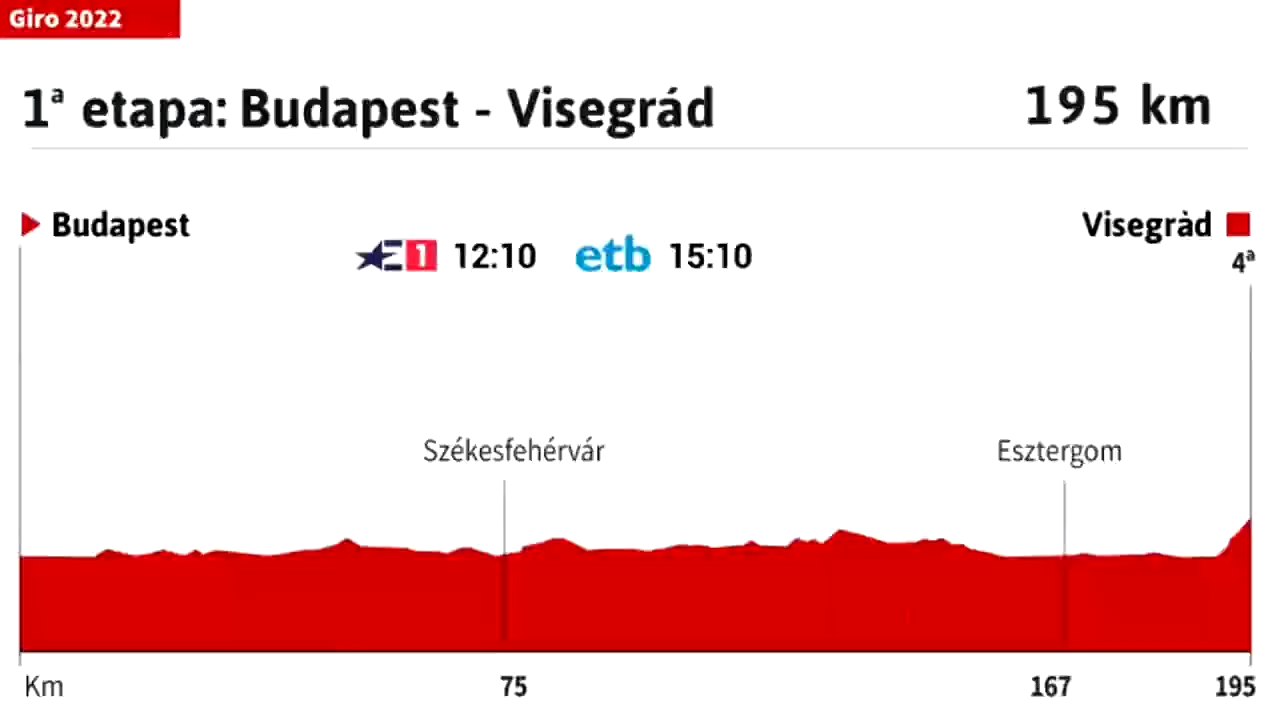 Giro 2022
1ª etapa: Budapest - Visegrád 195 km
Budapest
Visegràd
4ª
E1 12:10 etb 15:10
Székesfehérvár
Esztergom
Km 75 167 195